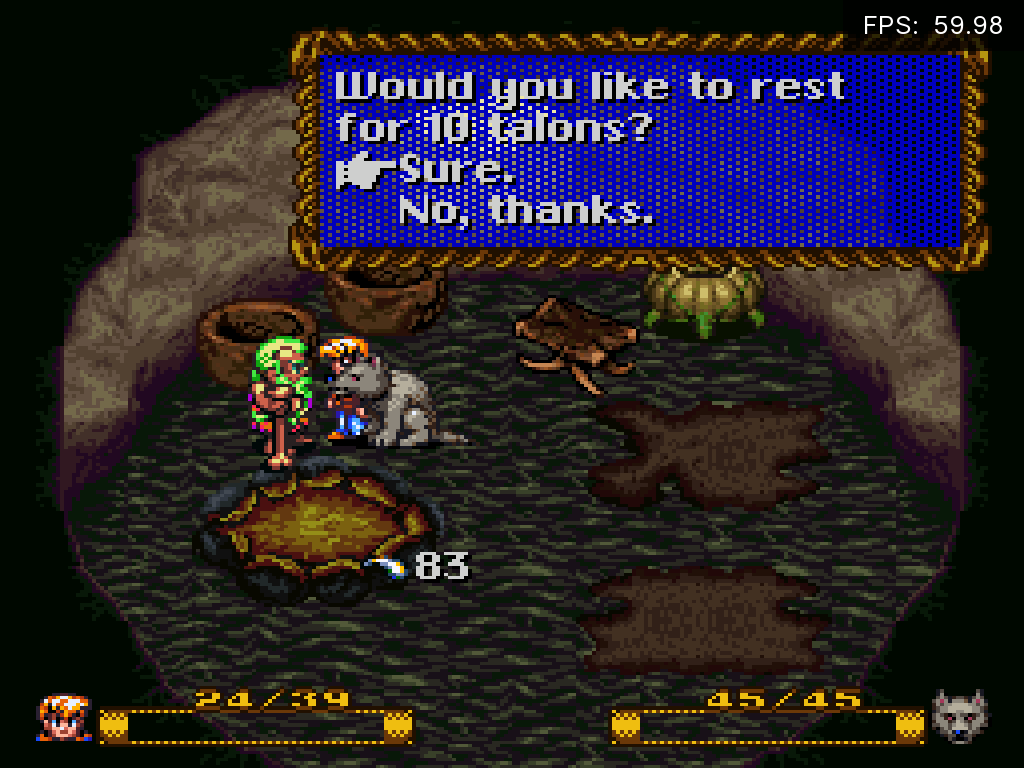 FPS: 59.98
Would you like to rest
for 10 talons?
Sure.
No, thanks.
83
24/39
45/45